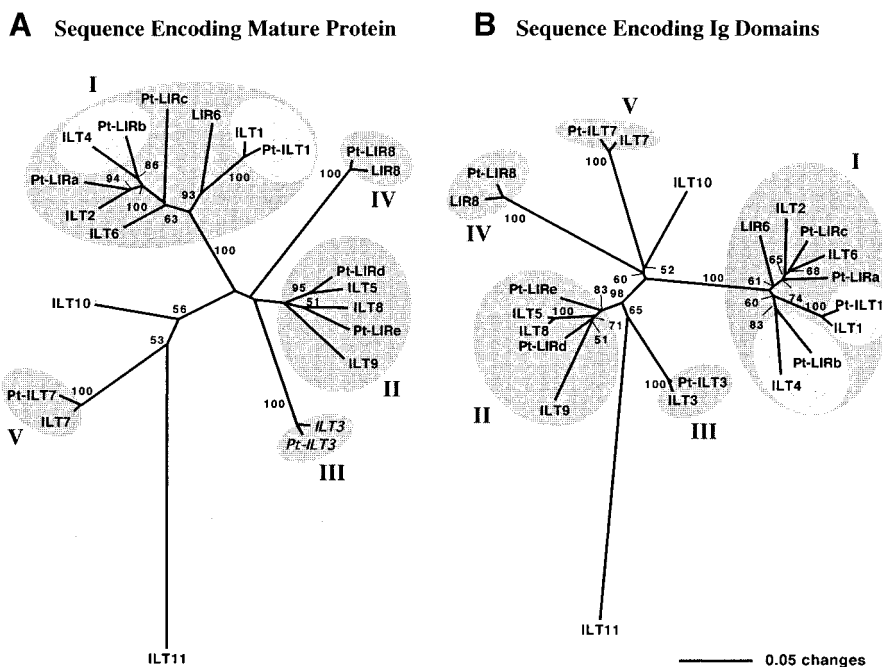 A Sequence Encoding Mature Protein
I
Pt-LIRc
LIR6
Pt-LIRb
ILT1
ILT4
Pt-ILT1
86
Pt-LIRa
94
100
100
93
ILT2
63
ILT6
100
Pt-LIR8
LIR8
100
IV
Pt-LIRd
95
ILT5
51
ILT8
Pt-LIRe
ILT9
II
ILT10
56
53
100
Pt-ILT7
ILT7
V
100
ILT3
Pt-ILT3
III
ILT11
B Sequence Encoding Ig Domains
V
Pt-ILT7
ILT7
100
Pt-LIR8
LIR8
100
IV
ILT10
60
52
100
I
ILT2
LIR6
Pt-LIRc
65
ILT6
68
Pt-LIRa
61
74
60
100
Pt-ILT1
ILT1
83
Pt-LIRb
ILT4
83
98
Pt-LIRe
65
ILT5
100
ILT8
71
Pt-LIRd
51
ILT9
II
100
Pt-ILT3
ILT3
III
ILT11
0.05 changes